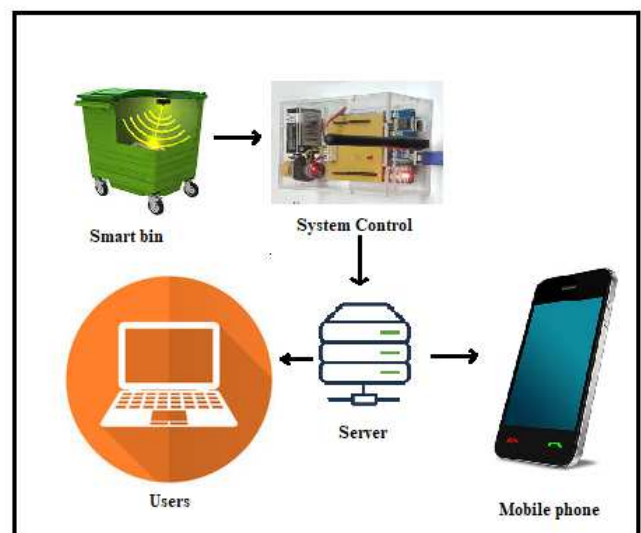 Smart bin
System Control
Server
Users
Mobile phone